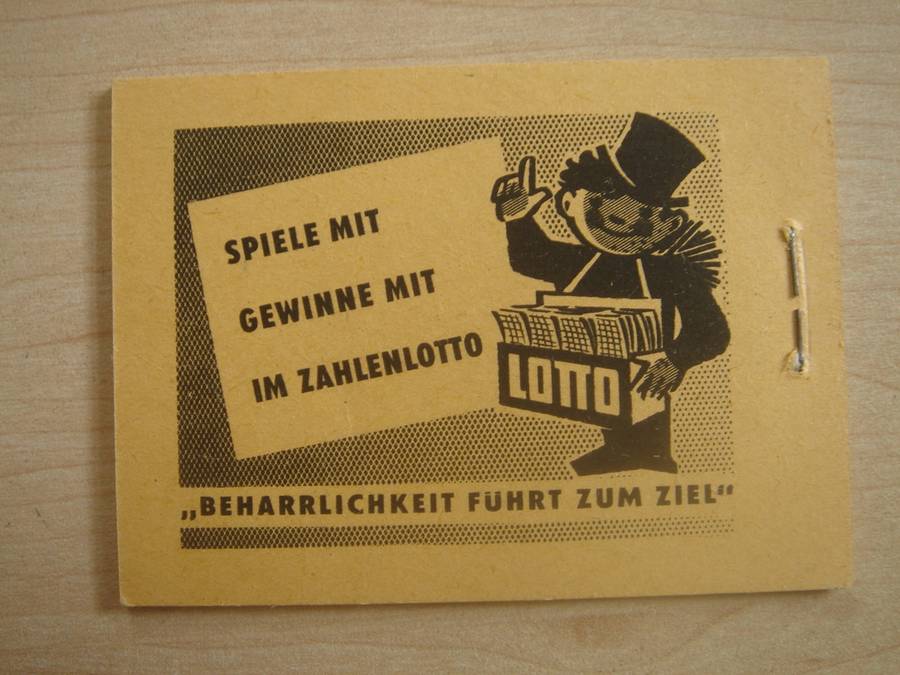 SPIELE MIT
GEWINNE MIT
IM ZAHLENLOTTO
LOTTO
„BEHARRLICHKEIT FÜHRT ZUM ZIEL“